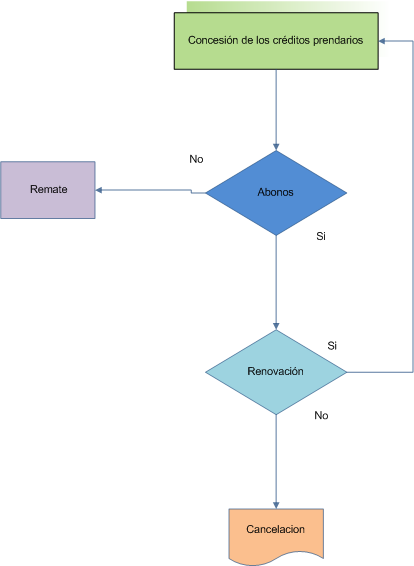 Concesión de los créditos prendarios
No
Remate
Abonos
Si
Si
Renovación
No
Cancelacion